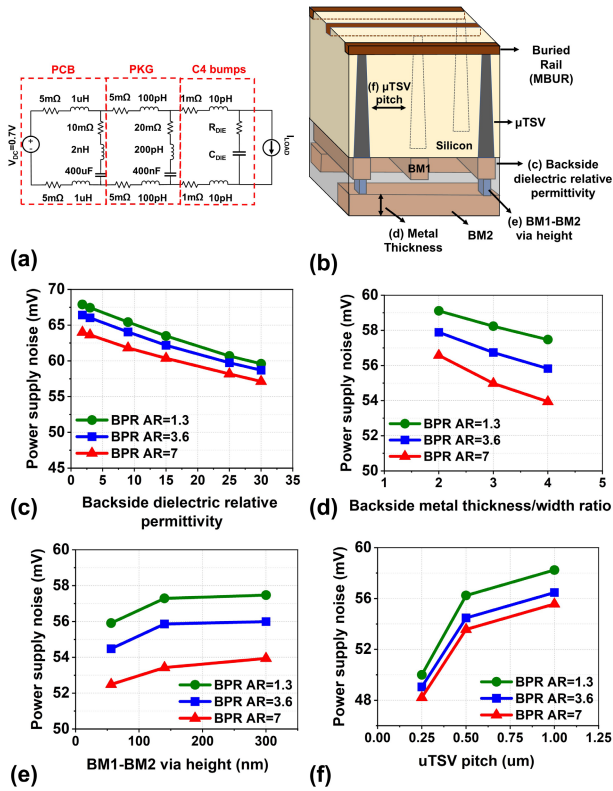 PCB PKG C4 bumps
5mΩ 1uH 5mΩ 100pH 1mΩ 10pH
10mΩ 20mΩ R_DIE
2nH 200pH C_DIE
400uF 400nF
V_DC=0.7V
I_LOAD
5mΩ 1uH 5mΩ 100pH 1mΩ 10pH
(a)
Buried
Rail
(MBUR)
(f) μTSV
pitch
μTSV
Silicon
BM1
(c) Backside
dielectric relative
permittivity
(e) BM1-BM2
via height
(d) Metal
Thickness
BM2
(b)
Power supply noise (mV)
70
65
60
55
50
45
BPR AR=1.3
BPR AR=3.6
BPR AR=7
0 5 10 15 20 25 30 35
Backside dielectric relative
permittivity
(c)
Power supply noise (mV)
60
58
56
54
52
50
BPR AR=1.3
BPR AR=3.6
BPR AR=7
1 2 3 4 5
Backside metal thickness/width ratio
(d)
Power supply noise (mV)
60
58
56
54
52
50
BPR AR=1.3
BPR AR=3.6
BPR AR=7
0 100 200 300
BM1-BM2 via height (nm)
(e)
Power supply noise (mV)
60
56
52
48
BPR AR=1.3
BPR AR=3.6
BPR AR=7
0.00 0.25 0.50 0.75 1.00
uTSV pitch (um)
(f)